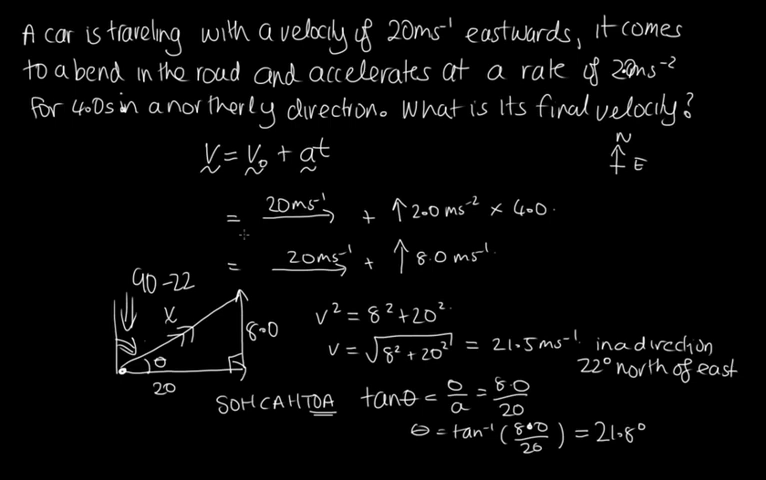 A car is traveling with a velocity of 20ms⁻¹ eastwards, it comes
to a bend in the road and accelerates at a rate of 2.0ms⁻²
for 4.0s in a northerly direction. What is its final velocity?
V = V₀ + at
N
↑ E
= 20ms⁻¹ → + ↑ 2.0ms⁻² × 4.0
= 20ms⁻¹ → + ↑ 8.0ms⁻¹
90-22
x
8.0
θ
20
v² = 8² + 20²
v = √(8² + 20²) = 21.5ms⁻¹ in a direction
22° north of east
SOHCAHTOA tanθ = o/a = 8.0/20
θ = tan⁻¹(8.0/20) = 21.8°